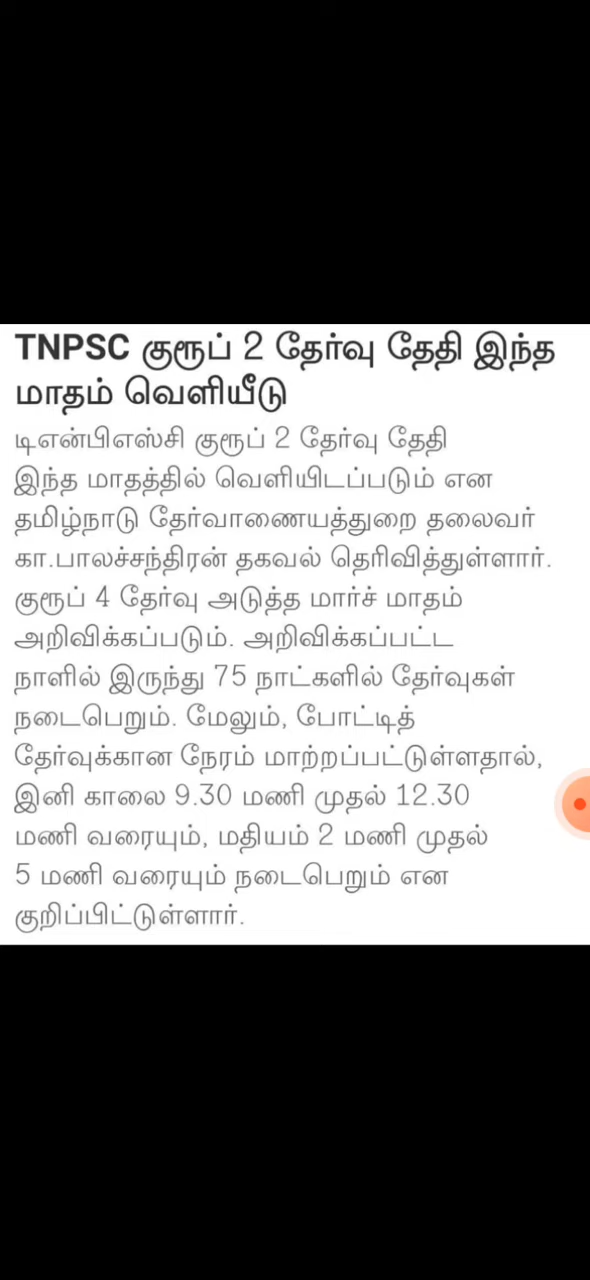 TNPSC குரூப் 2 தேர்வு தேதி இந்த
மாதம் வெளியீடு
டிஎன்பிஎஸ்சி குரூப் 2 தேர்வு தேதி
இந்த மாதத்தில் வெளியிடப்படும் என
தமிழ்நாடு தேர்வாணையத்துறை தலைவர்
கா.பாலச்சந்திரன் தகவல் தெரிவித்துள்ளார்.
குரூப் 4 தேர்வு அடுத்த மார்ச் மாதம்
அறிவிக்கப்படும். அறிவிக்கப்பட்ட
நாளில் இருந்து 75 நாட்களில் தேர்வுகள்
நடைபெறும். மேலும், போட்டித்
தேர்வுக்கான நேரம் மாற்றப்பட்டுள்ளதால்,
இனி காலை 9.30 மணி முதல் 12.30
மணி வரையும், மதியம் 2 மணி முதல்
5 மணி வரையும் நடைபெறும் என
குறிப்பிட்டுள்ளார்.